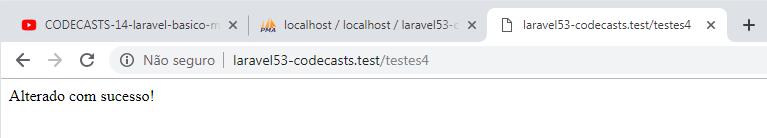 CODECASTS-14-laravel-basico-m
localhost / localhost / laravel53-c
laravel53-codecasts.test/testes4
Não seguro
laravel53-codecasts.test/testes4
Alterado com sucesso!